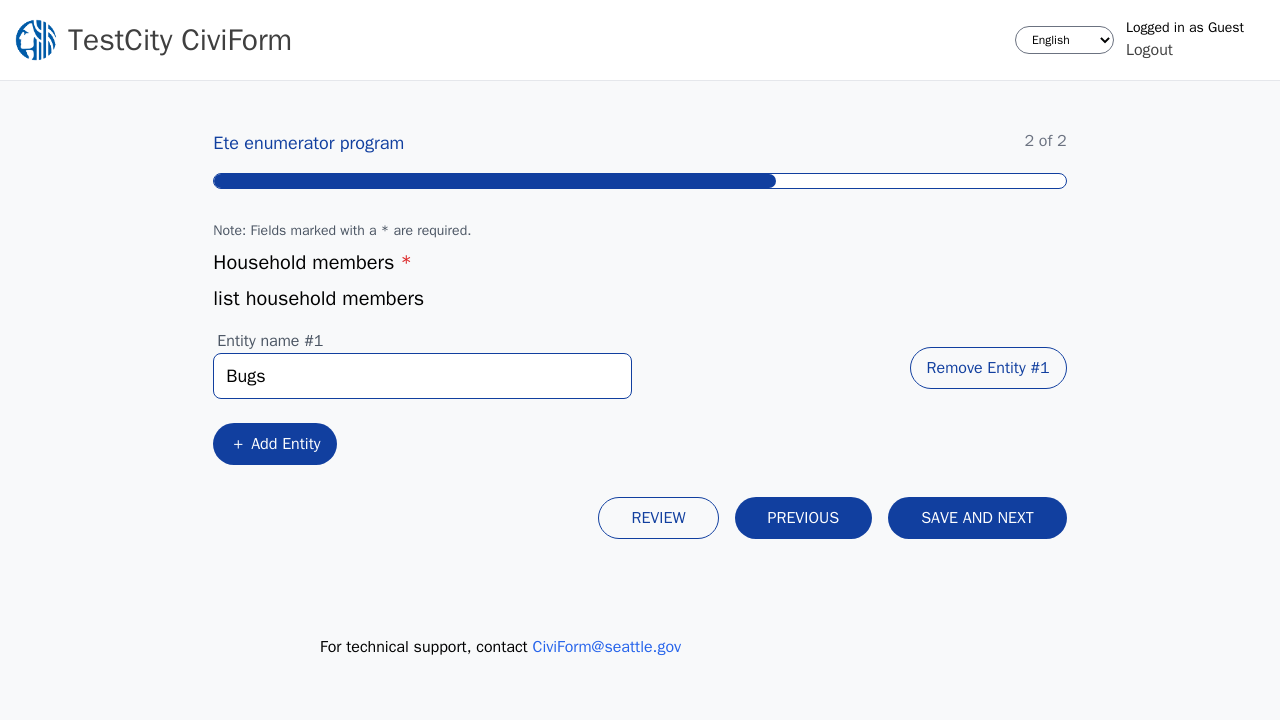 TestCity CiviForm
English
Logged in as Guest
Logout
Ete enumerator program
2 of 2
Note: Fields marked with a * are required.
Household members *
list household members
Entity name #1
Bugs
Remove Entity #1
+ Add Entity
REVIEW
PREVIOUS
SAVE AND NEXT
For technical support, contact CiviForm@seattle.gov